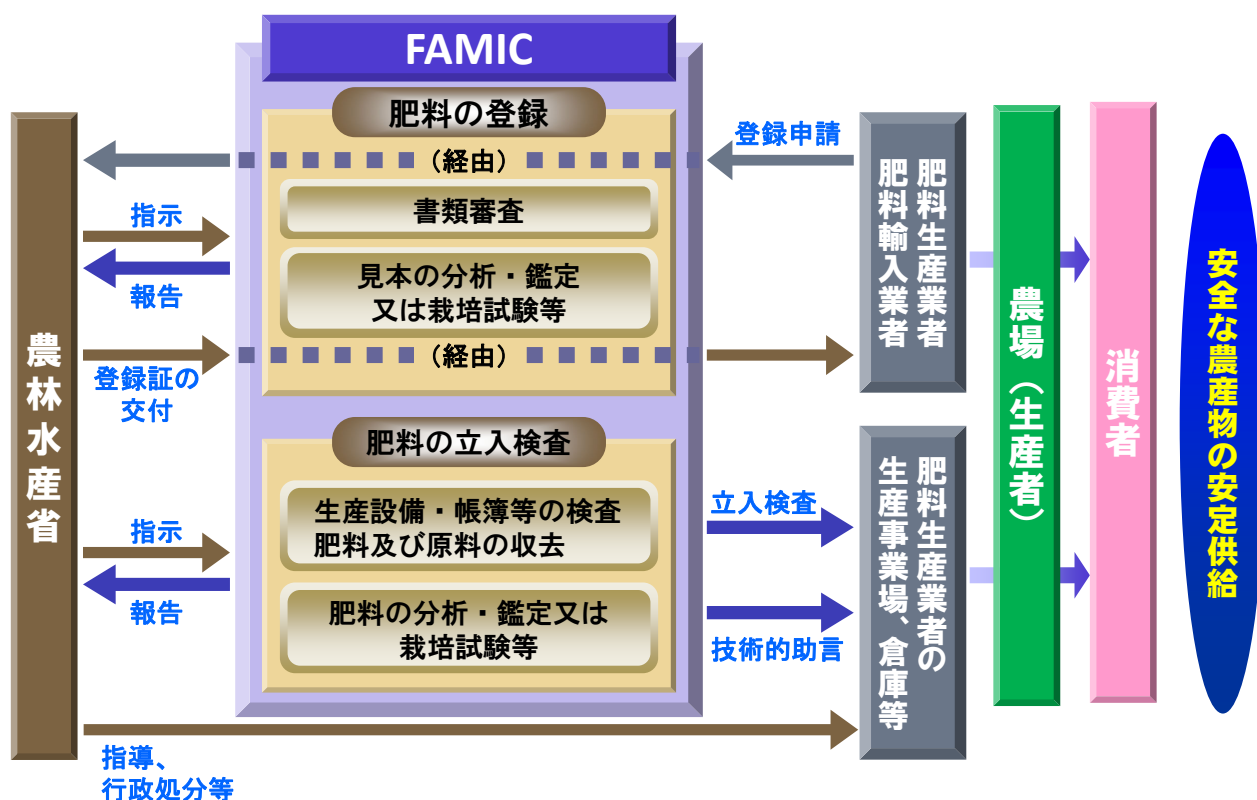 FAMIC
肥料の登録
登録申請
(経由)
書類審査
指示
報告
見本の分析・鑑定
又は栽培試験等
(経由)
登録証の
交付
肥料の立入検査
生産設備・帳簿等の検査
肥料及び原料の収去
指示
報告
肥料の分析・鑑定又は
栽培試験等
立入検査
技術的助言
指導、
行政処分等
農林水産省
肥料生産業者
肥料輸入業者
肥料生産業者の
生産事業場、倉庫等
農場(生産者)
消費者
安全な農産物の安定供給